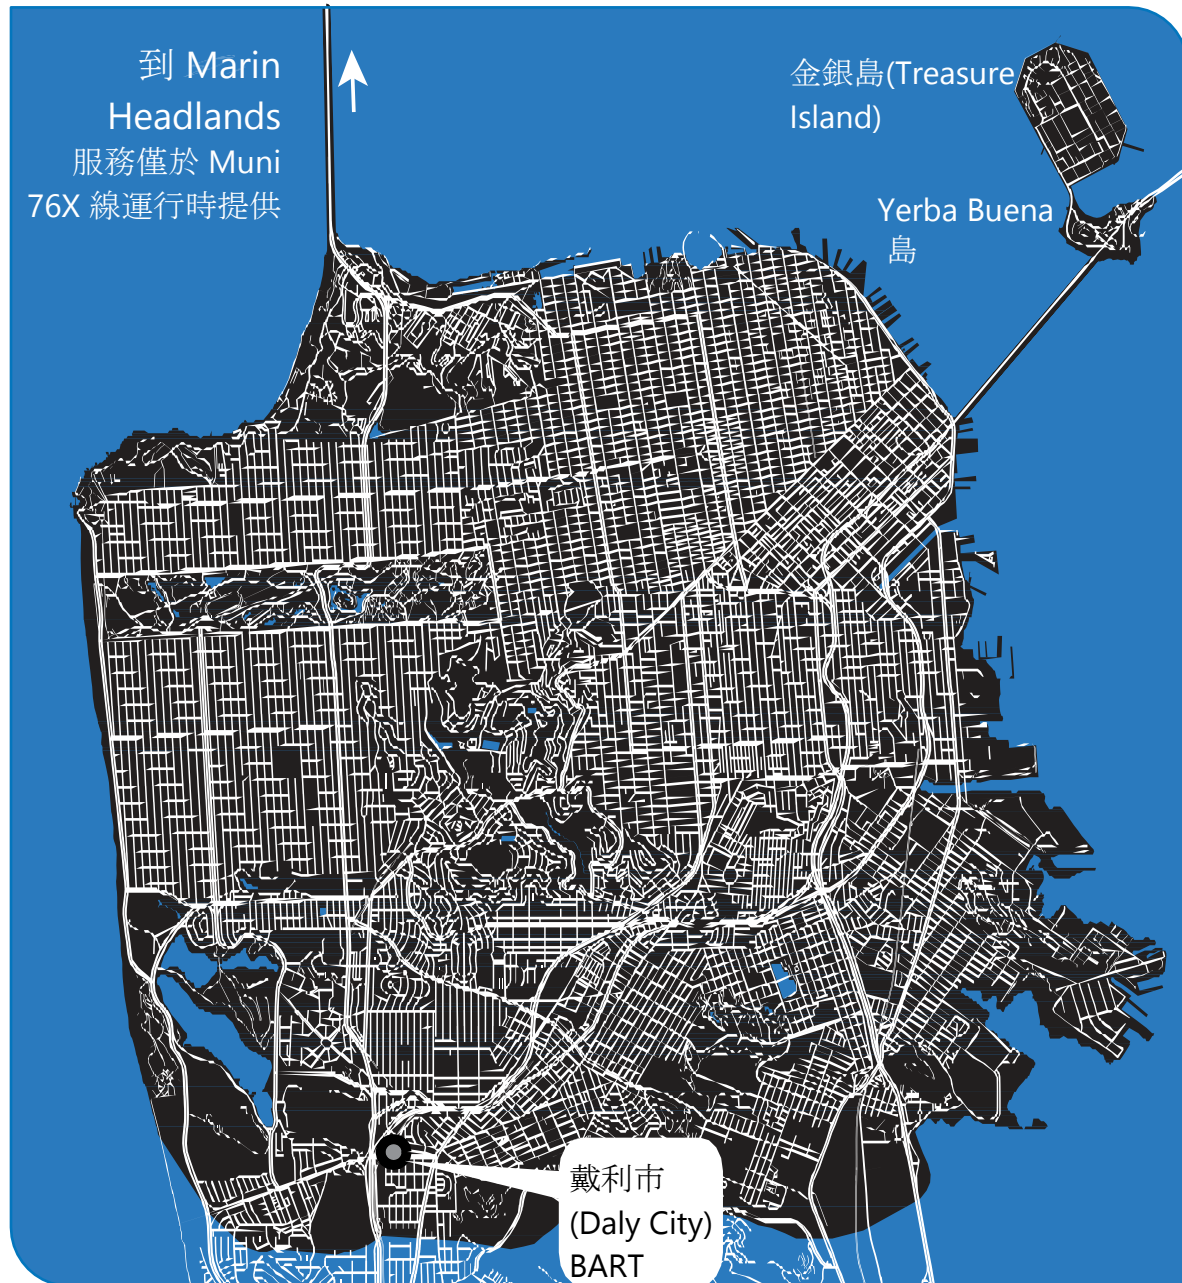 到 Marin
Headlands
服務僅於 Muni
76X 線運行時提供
金銀島(Treasure
Island)
Yerba Buena
島
戴利市
(Daly City)
BART